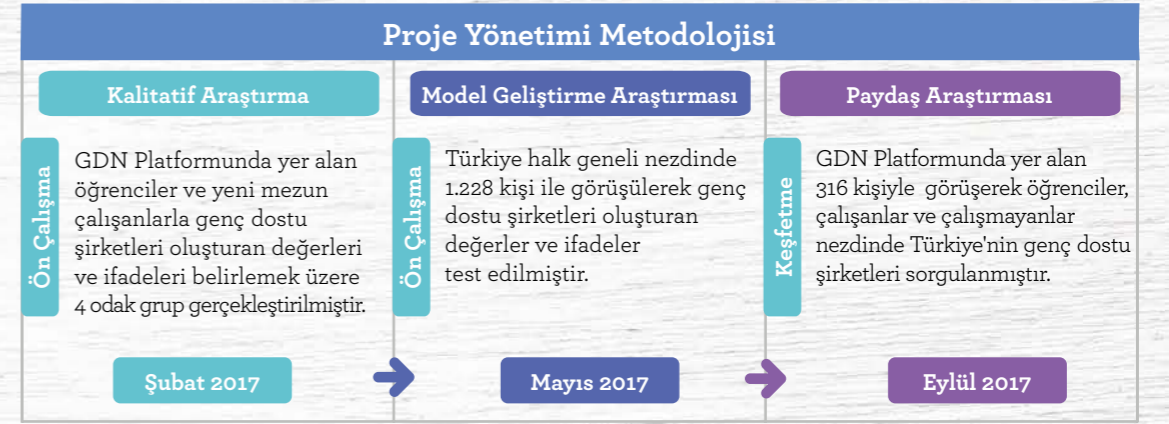 Proje Yönetimi Metodolojisi
Kalitatif Araştırma
Ön Çalışma
GDN Platformunda yer alan
öğrenciler ve yeni mezun
çalışanlarla genç dostu
şirketleri oluşturan değerleri
ve ifadeleri belirlemek üzere
4 odak grup gerçekleştirilmiştir.
Şubat 2017
Model Geliştirme Araştırması
Ön Çalışma
Türkiye halk geneli nezdinde
1.228 kişi ile görüşülerek genç
dostu şirketleri oluşturan
değerler ve ifadeler
test edilmiştir.
Mayıs 2017
Paydaş Araştırması
Keşfetme
GDN Platformunda yer alan
316 kişiyle görüşerek öğrenciler,
çalışanlar ve çalışmayanlar
nezdinde Türkiye'nin genç dostu
şirketleri sorgulanmıştır.
Eylül 2017